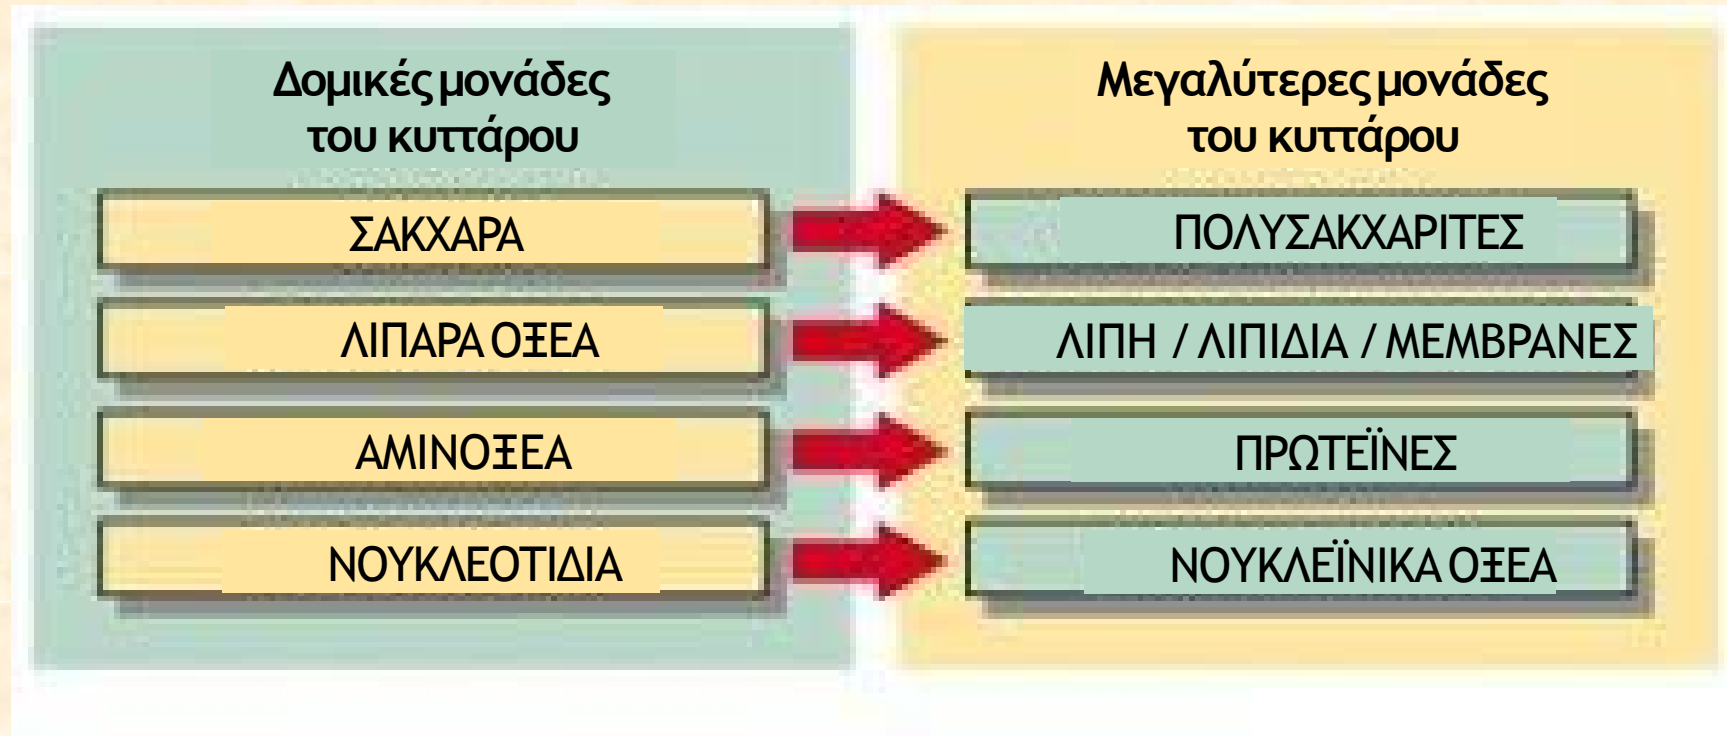 Δομικές μονάδες
του κυττάρου
Μεγαλύτερες μονάδες
του κυττάρου
ΣΑΚΧΑΡΑ
ΠΟΛΥΣΑΚΧΑΡΙΤΕΣ
ΛΙΠΑΡΑ ΟΞΕΑ
ΛΙΠΗ / ΛΙΠΙΔΙΑ / ΜΕΜΒΡΑΝΕΣ
ΑΜΙΝΟΞΕΑ
ΠΡΩΤΕΪΝΕΣ
ΝΟΥΚΛΕΟΤΙΔΙΑ
ΝΟΥΚΛΕΪΝΙΚΑ ΟΞΕΑ